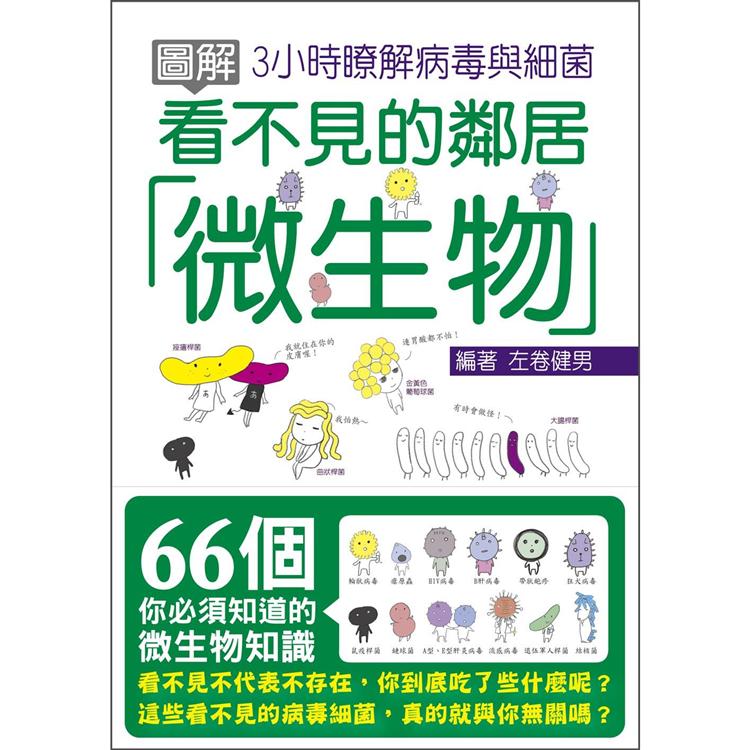 圖解
3小時瞭解病毒與細菌
看不見的鄰居
「微生物」
編著 左卷健男
痤瘡桿菌
我就住在你的
皮膚喔！
あ
あ
連胃酸都不怕！
金黃色
葡萄球菌
我怕熱～
曲狀桿菌
有時會做怪！
大腸桿菌
66個
你必須知道的
微生物知識
輪狀病毒
瘧原蟲
HIV病毒
B肝病毒
帶狀皰疹
狂犬病毒
鼠疫桿菌
鏈球菌
A型、E型肝炎病毒
流感病毒
退伍軍人桿菌
結核菌
看不見不代表不存在，你到底吃了些什麼呢？
這些看不見的病毒細菌，真的就與你無關嗎？